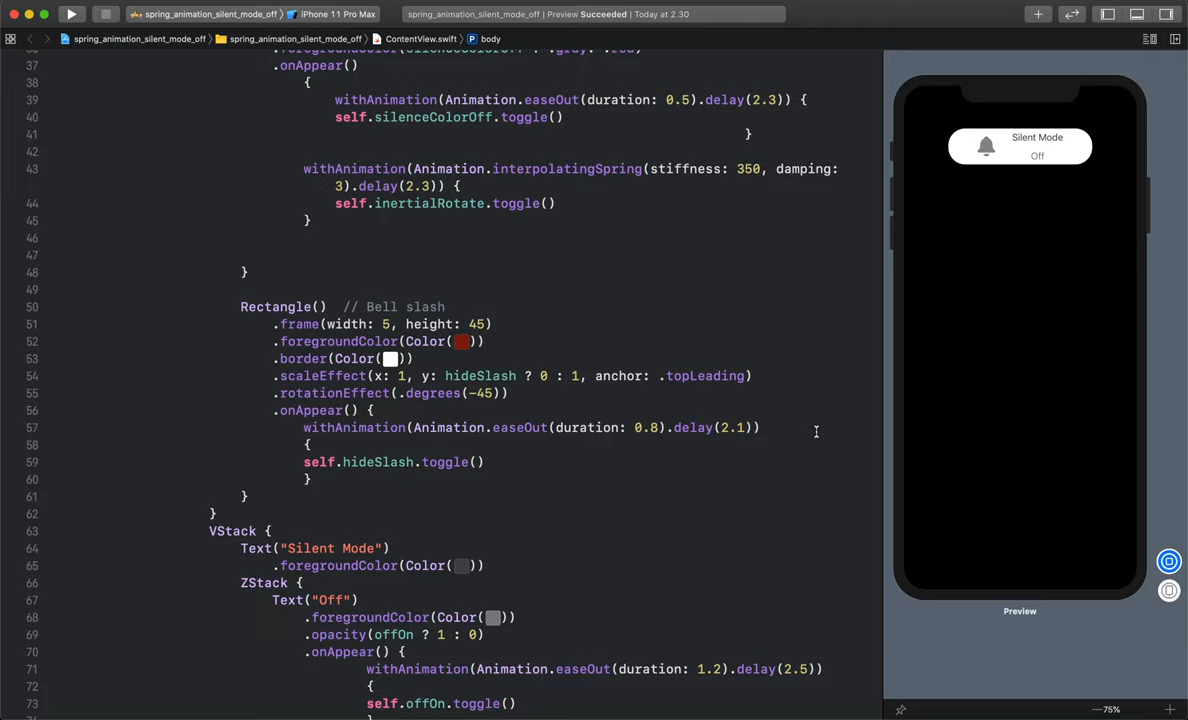 spring_animation_silent_mode_off
iPhone 11 Pro Max
spring_animation_silent_mode_off | Preview Succeeded | Today at 2.30
spring_animation_silent_mode_off
spring_animation_silent_mode_off
ContentView.swift
P body
37 .onAppear()
38 {
39 withAnimation(Animation.easeOut(duration: 0.5).delay(2.3)) {
40 self.silenceColorOff.toggle()
41 }
42
43 withAnimation(Animation.interpolatingSpring(stiffness: 350, damping:
3).delay(2.3)) {
44 self.inertialRotate.toggle()
45 }
46
47
48 }
49
50 Rectangle() // Bell slash
51 .frame(width: 5, height: 45)
52 .foregroundColor(Color( ))
53 .border(Color( ))
54 .scaleEffect(x: 1, y: hideSlash ? 0 : 1, anchor: .topLeading)
55 .rotationEffect(.degrees(-45))
56 .onAppear() {
57 withAnimation(Animation.easeOut(duration: 0.8).delay(2.1))
58 {
59 self.hideSlash.toggle()
60 }
61 }
62 }
63 VStack {
64 Text("Silent Mode")
65 .foregroundColor(Color( ))
66 ZStack {
67 Text("Off")
68 .foregroundColor(Color( ))
69 .opacity(offOn ? 1 : 0)
70 .onAppear() {
71 withAnimation(Animation.easeOut(duration: 1.2).delay(2.5))
72 {
73 self.offOn.toggle()
Silent Mode
Off
Preview
75%